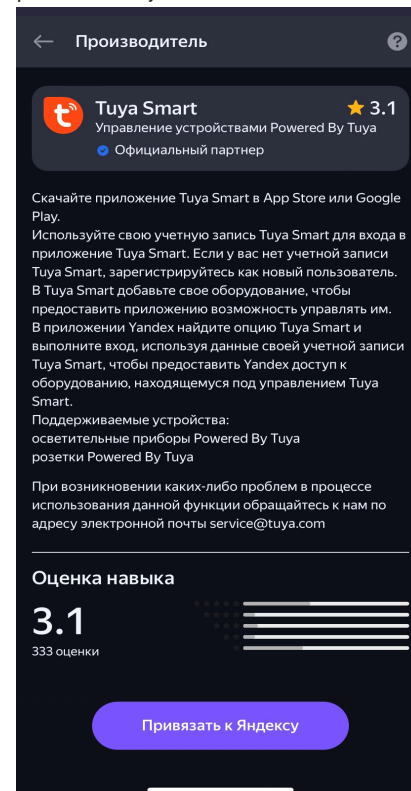 ← Производитель ?
Tuya Smart ★ 3.1
Управление устройствами Powered By Tuya
Официальный партнер
Скачайте приложение Tuya Smart в App Store или Google
Play.
Используйте свою учетную запись Tuya Smart для входа в
приложение Tuya Smart. Если у вас нет учетной записи
Tuya Smart, зарегистрируйтесь как новый пользователь.
В Tuya Smart добавьте свое оборудование, чтобы
предоставить приложению возможность управлять им.
В приложении Yandex найдите опцию Tuya Smart и
выполните вход, используя данные своей учетной записи
Tuya Smart, чтобы предоставить Yandex доступ к
оборудованию, находящемуся под управлением Tuya
Smart.
Поддерживаемые устройства:
осветительные приборы Powered By Tuya
розетки Powered By Tuya
При возникновении каких-либо проблем в процессе
использования данной функции обращайтесь к нам по
адресу электронной почты service@tuya.com
Оценка навыка
3.1
333 оценки
Привязать к Яндексу